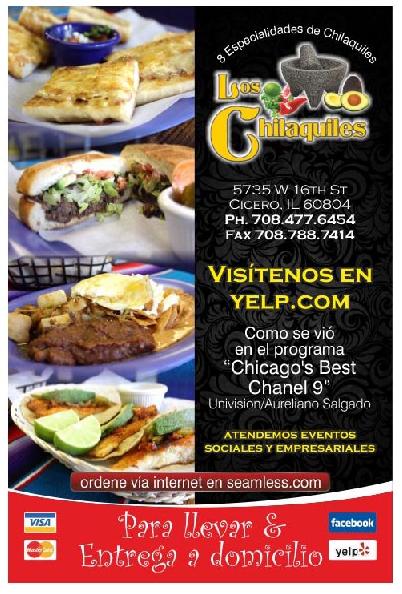 8 Especialidades de Chilaquiles
Los
Chilaquiles
5735 W 16TH ST
CICERO, IL 60804
PH. 708.477.6454
FAX 708.788.7414
VISÍTENOS EN
YELP.COM
Como se vió
en el programa
“Chicago's Best
Chanel 9”
Univision/Aureliano Salgado
ATENDEMOS EVENTOS
SOCIALES Y EMPRESARIALES
ordene vía internet en seamless.com
VISA
MasterCard
Para llevar &
Entrega a domicilio
facebook
yelp